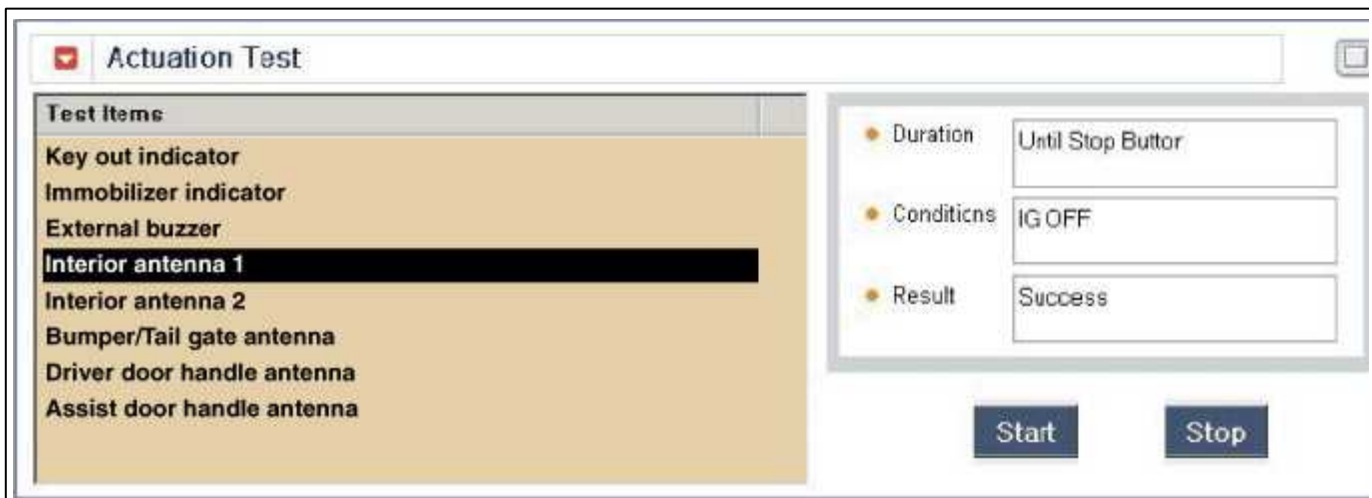 Actuation Test
Test Items
Key out indicator
Immobilizer indicator
External buzzer
Interior antenna 1
Interior antenna 2
Bumper/Tail gate antenna
Driver door handle antenna
Assist door handle antenna
Duration
Until Stop Buttor
Conditions
IG OFF
Result
Success
Start
Stop